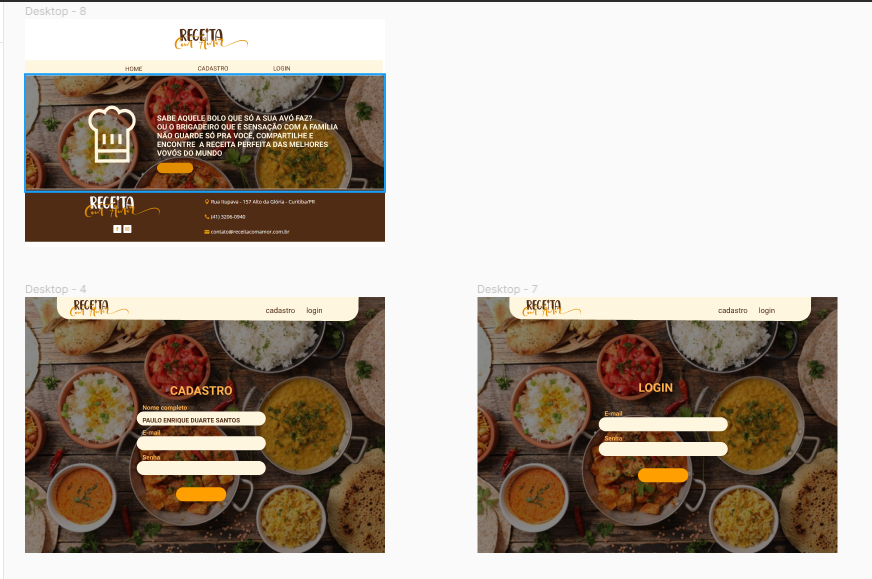 Desktop - 8
RECEITA
Com Amor
HOME CADASTRO LOGIN
SABE AQUELE BOLO QUE SÓ A SUA AVÓ FAZ?
OU O BRIGADEIRO QUE É SENSAÇÃO COM A FAMÍLIA
NÃO GUARDE SÓ PRA VOCÊ, COMPARTILHE E
ENCONTRE A RECEITA PERFEITA DAS MELHORES
VOVÓS DO MUNDO
RECEITA
Com Amor
Rua Itupava - 157 Alto da Glória - Curitiba/PR
(41) 3206-0940
contato@receitacomamor.com.br
Desktop - 4
RECEITA
Com Amor
cadastro login
CADASTRO
Nome completo
PAULO ENRIQUE DUARTE SANTOS
E-mail
Senha
Desktop - 7
RECEITA
Com Amor
cadastro login
LOGIN
E-mail
Senha